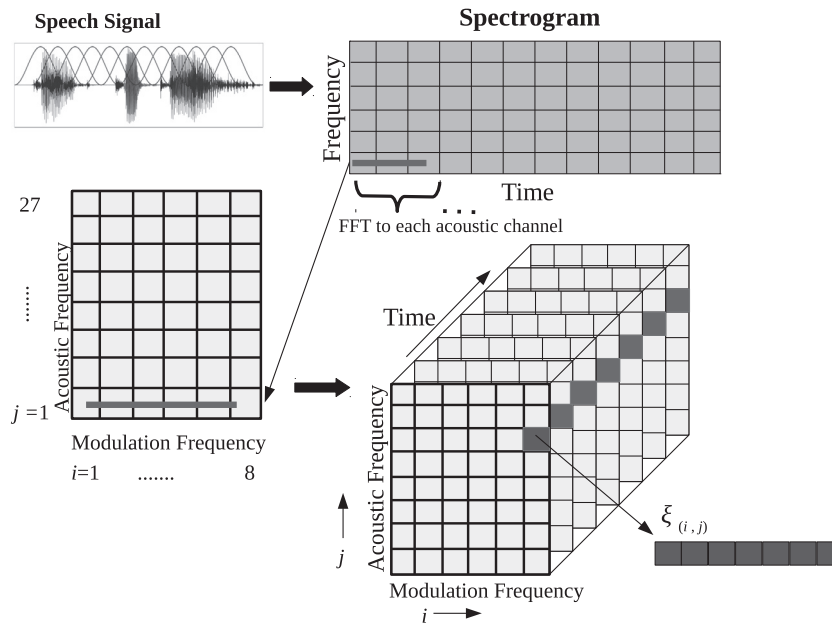 Speech Signal
Spectrogram
Frequency
Time
FFT to each acoustic channel
27
.......
Acoustic Frequency
j =1
Modulation Frequency
i=1 ....... 8
Time
Acoustic Frequency
j
ξ (i , j)
Modulation Frequency
i